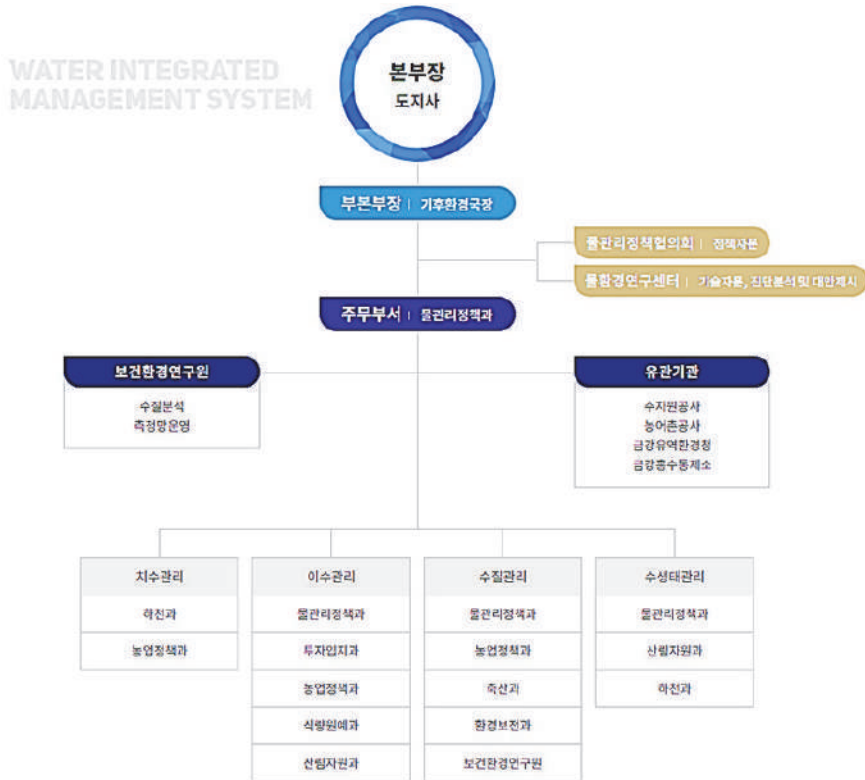 WATER INTEGRATED
MANAGEMENT SYSTEM
본부장
도지사
부본부장 | 기후환경국장
물관리정책협의회 | 정책자문
물환경연구센터 | 기술자문, 진단분석 및 대안제시
주무부서 | 물관리정책과
보건환경연구원
수질분석
측정망운영
유관기관
수자원공사
농어촌공사
금강유역환경청
금강홍수통제소
치수관리
하천과
농업정책과
이수관리
물관리정책과
투자입지과
농업정책과
식량원예과
산림자원과
수질관리
물관리정책과
농업정책과
축산과
환경보전과
보건환경연구원
수생태관리
물관리정책과
산림자원과
하천과